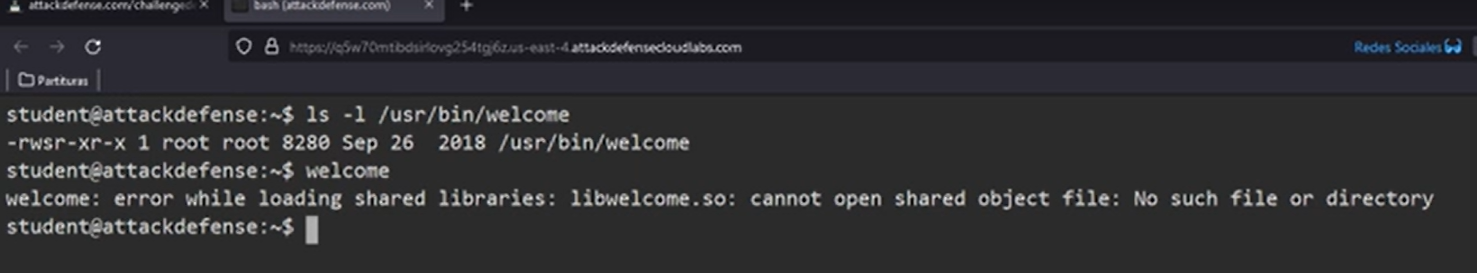 attackdefense.com/challenged
bash (attackdefense.com)
https://q5w70mtibdsirlovg254tgj6z.us-east-4.attackdefensecloudlabs.com
Redes Sociales
Partituras
student@attackdefense:~$ ls -l /usr/bin/welcome
-rwsr-xr-x 1 root root 8280 Sep 26  2018 /usr/bin/welcome
student@attackdefense:~$ welcome
welcome: error while loading shared libraries: libwelcome.so: cannot open shared object file: No such file or directory
student@attackdefense:~$